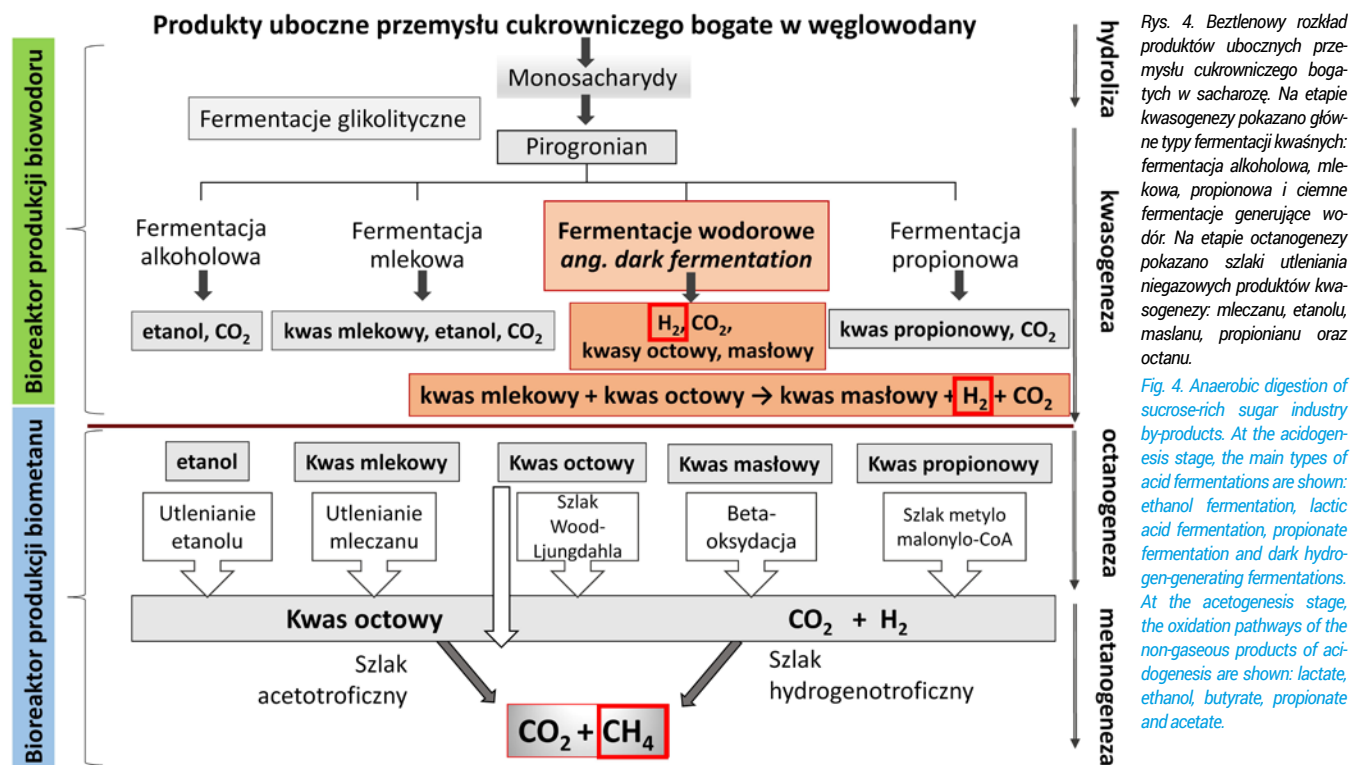 Produkty uboczne przemysłu cukrowniczego bogate w węglowodany
Monosacharydy
Fermentacje glikolityczne
Pirogronian
Fermentacja
alkoholowa
Fermentacja
mlekowa
Fermentacje wodorowe
ang. dark fermentation
Fermentacja
propionowa
etanol, CO₂
kwas mlekowy, etanol, CO₂
H₂, CO₂,
kwasy octowy, masłowy
kwas propionowy, CO₂
kwas mlekowy + kwas octowy → kwas masłowy + H₂ + CO₂
Bioreaktor produkcji biowodoru
hydroliza
kwasogeneza
etanol
Kwas mlekowy
Kwas octowy
Kwas masłowy
Kwas propionowy
Utlenianie
etanolu
Utlenianie
mleczanu
Szlak
Wood-
Ljungdahla
Beta-
oksydacja
Szlak metylo
malonylo-CoA
Kwas octowy
CO₂ + H₂
Szlak
acetotroficzny
Szlak
hydrogenotroficzny
CO₂ + CH₄
Bioreaktor produkcji biometanu
octanogeneza
metanogeneza
Rys. 4. Beztlenowy rozkład
produktów ubocznych prze-
mysłu cukrowniczego boga-
tych w sacharozę. Na etapie
kwasogenezy pokazano głów-
ne typy fermentacji kwaśnych:
fermentacja alkoholowa, mle-
kowa, propionowa i ciemne
fermentacje generujące wo-
dór. Na etapie octanogenezy
pokazano szlaki utleniania
niegazowych produktów kwa-
sogenezy: mleczanu, etanolu,
maslanu, propionianu oraz
octanu.
Fig. 4. Anaerobic digestion of
sucrose-rich sugar industry
by-products. At the acidogen-
esis stage, the main types of
acid fermentations are shown:
ethanol fermentation, lactic
acid fermentation, propionate
fermentation and dark hydro-
gen-generating fermentations.
At the acetogenesis stage,
the oxidation pathways of the
non-gaseous products of aci-
dogenesis are shown: lactate,
ethanol, butyrate, propionate
and acetate.